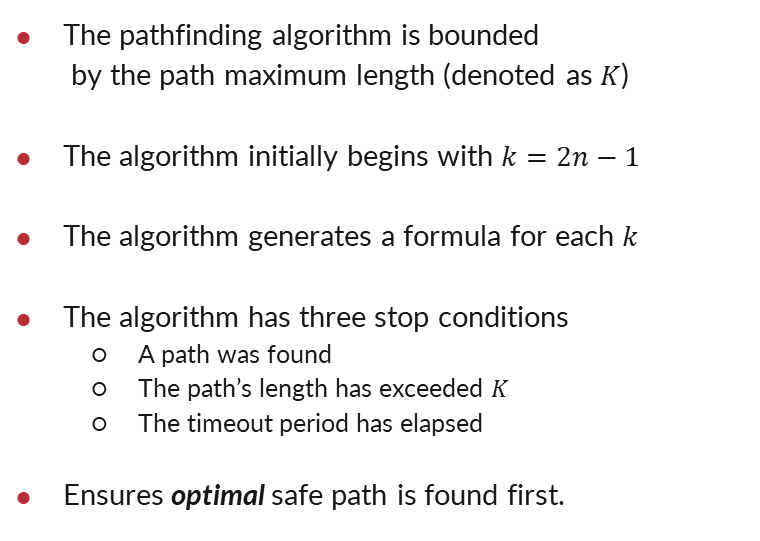 • The pathfinding algorithm is bounded
by the path maximum length (denoted as K)
• The algorithm initially begins with k = 2n − 1
• The algorithm generates a formula for each k
• The algorithm has three stop conditions
o A path was found
o The path’s length has exceeded K
o The timeout period has elapsed
• Ensures optimal safe path is found first.